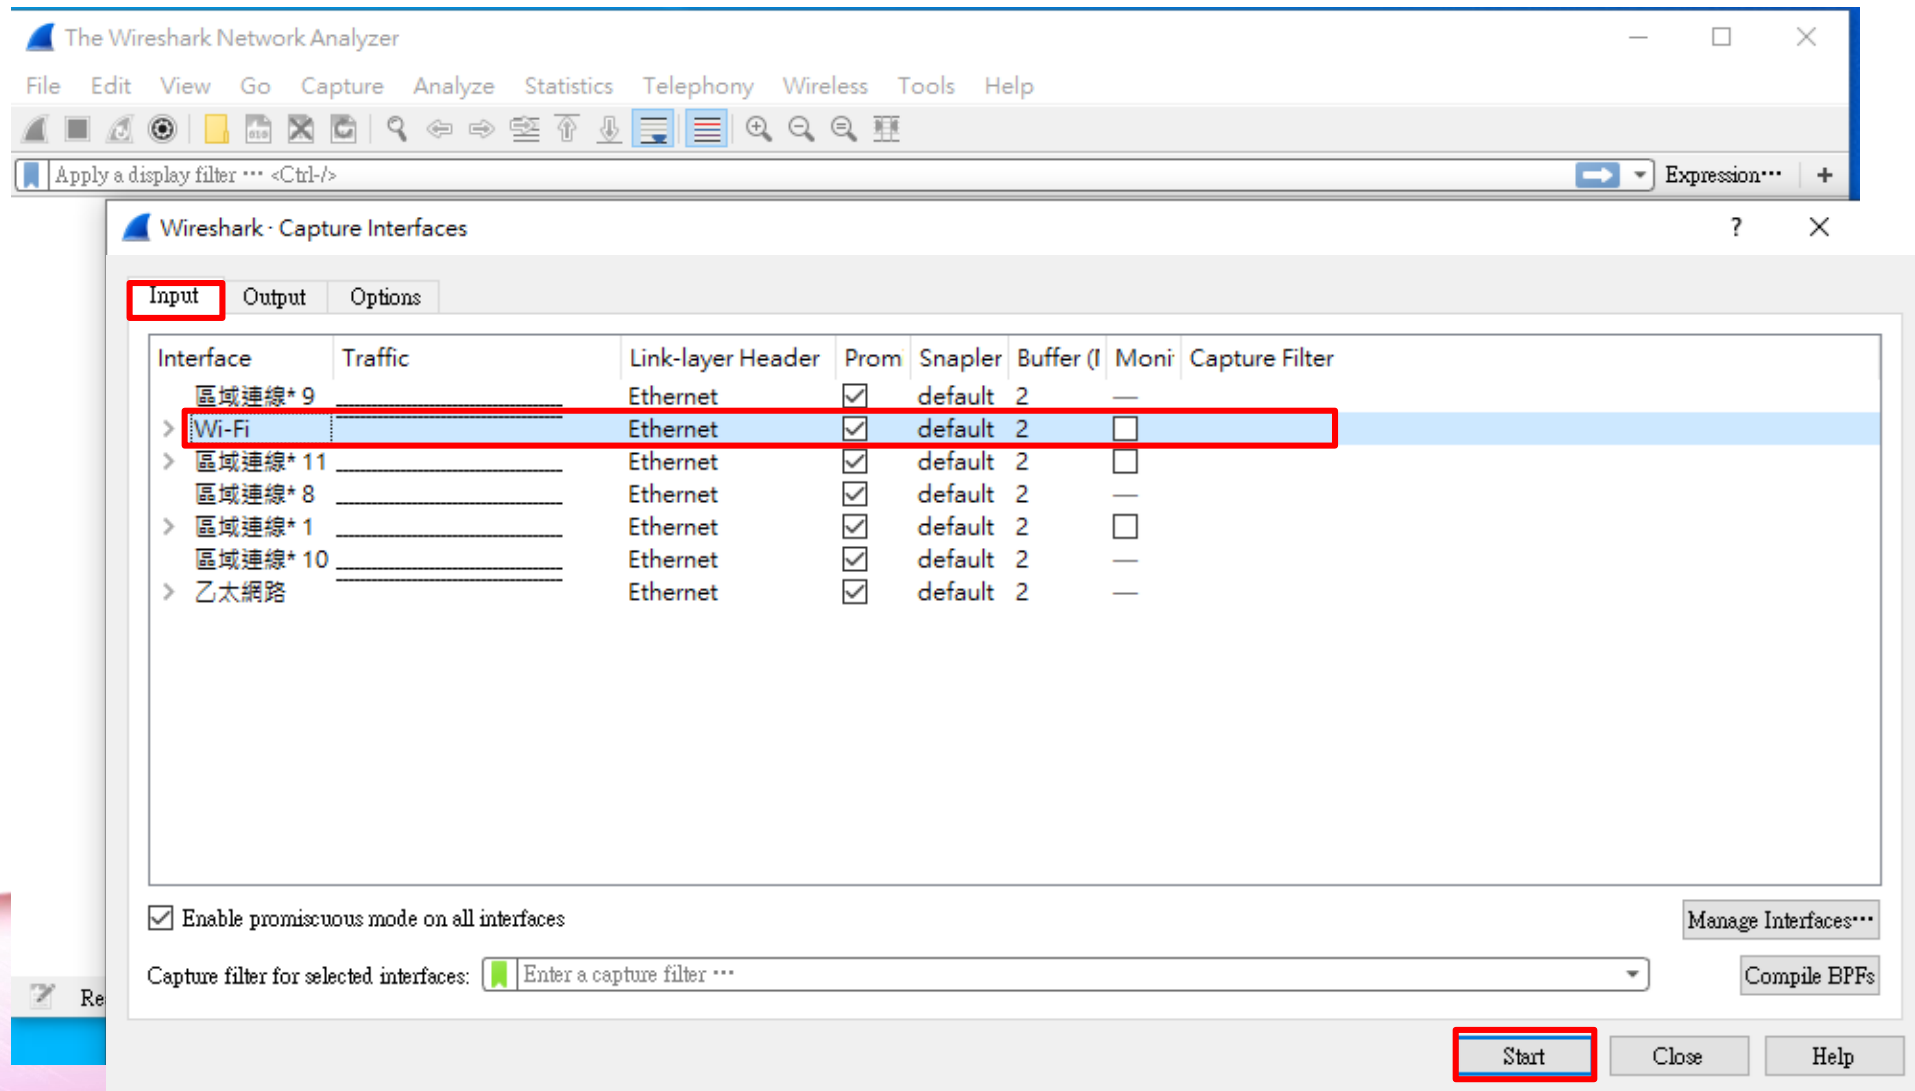 The Wireshark Network Analyzer
File Edit View Go Capture Analyze Statistics Telephony Wireless Tools Help
Apply a display filter ··· <Ctrl-/> Expression···  +
Wireshark · Capture Interfaces ?
Input Output Options
Interface Traffic Link-layer Header Promi Snapler Buffer (M Moni Capture Filter
區域連線* 9 Ethernet default 2 —
Wi-Fi Ethernet default 2
區域連線* 11 Ethernet default 2
區域連線* 8 Ethernet default 2 —
區域連線* 1 Ethernet default 2
區域連線* 10 Ethernet default 2 —
乙太網路 Ethernet default 2 —
Enable promiscuous mode on all interfaces
Manage Interfaces···
Capture filter for selected interfaces: Enter a capture filter ··· Compile BPFs
Re
Start Close Help